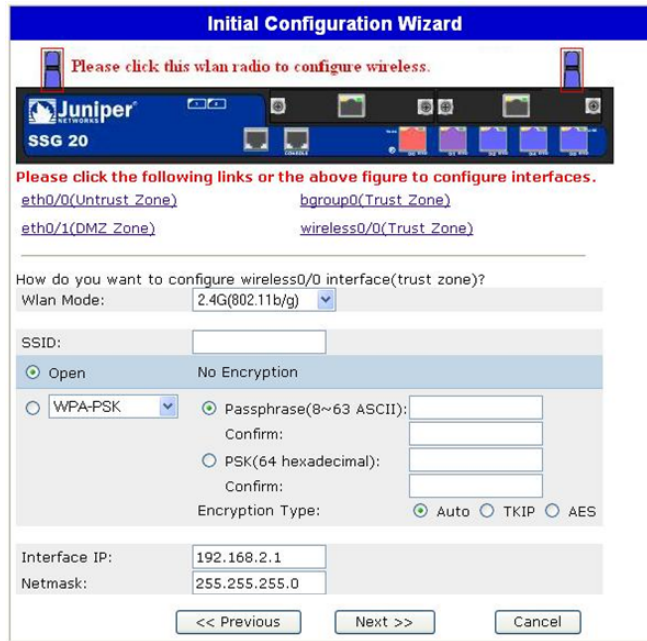 Initial Configuration Wizard
Please click this wlan radio to configure wireless.
Juniper
NETWORKS
SSG 20
CONSOLE
Please click the following links or the above figure to configure interfaces.
eth0/0(Untrust Zone) bgroup0(Trust Zone)
eth0/1(DMZ Zone) wireless0/0(Trust Zone)
How do you want to configure wireless0/0 interface(trust zone)?
Wlan Mode: 2.4G(802.11b/g)
SSID:
Open No Encryption
WPA-PSK Passphrase(8~63 ASCII):
Confirm:
PSK(64 hexadecimal):
Confirm:
Encryption Type: Auto TKIP AES
Interface IP: 192.168.2.1
Netmask: 255.255.255.0
<< Previous Next >> Cancel